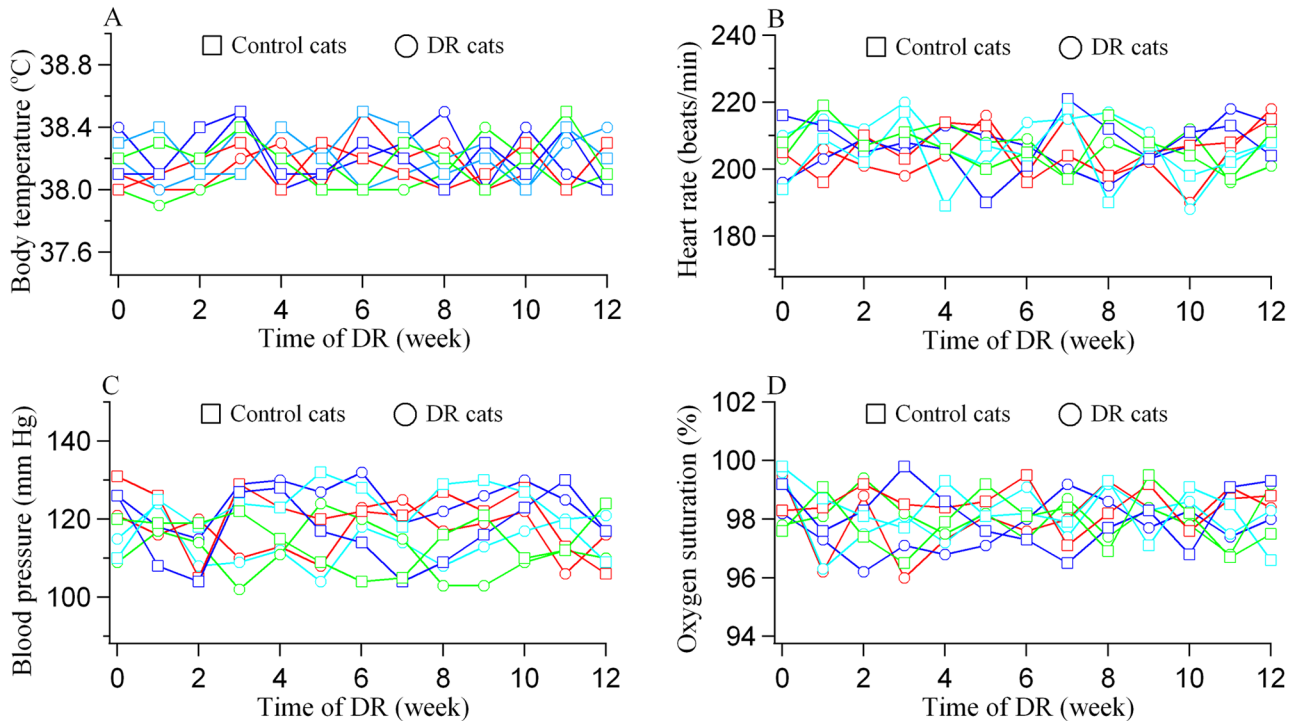 A
Control cats
DR cats
Body temperature (°C)
38.8
38.4
38.0
37.6
0 2 4 6 8 10 12
Time of DR (week)
B
Control cats
DR cats
Heart rate (beats/min)
240
220
200
180
0 2 4 6 8 10 12
Time of DR (week)
C
Control cats
DR cats
Blood pressure (mm Hg)
140
120
100
0 2 4 6 8 10 12
Time of DR (week)
D
Control cats
DR cats
Oxygen suturation (%)
102
100
98
96
94
0 2 4 6 8 10 12
Time of DR (week)